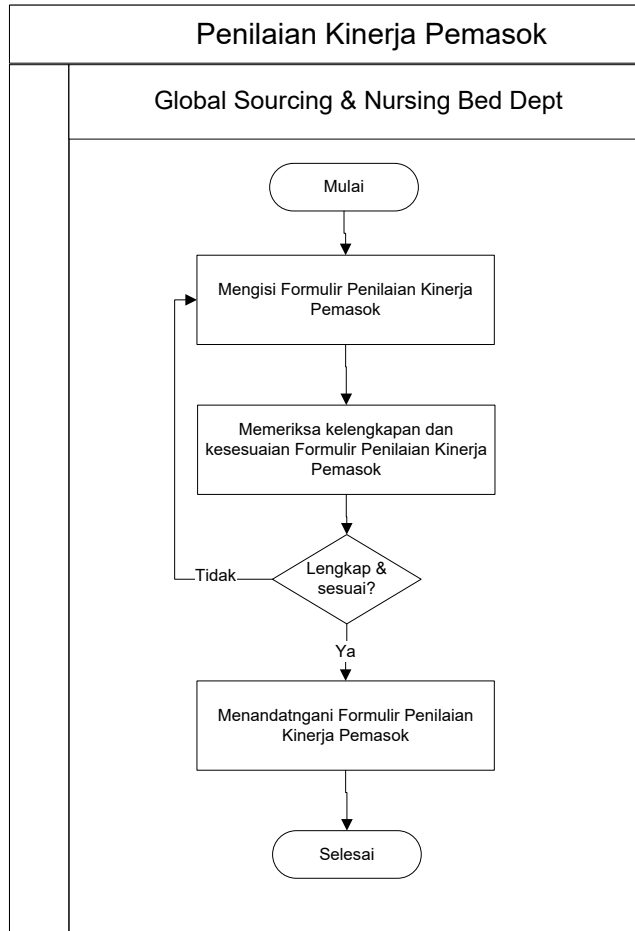 Penilaian Kinerja Pemasok
Global Sourcing & Nursing Bed Dept
Mulai
Mengisi Formulir Penilaian Kinerja
Pemasok
Memeriksa kelengkapan dan
kesesuaian Formulir Penilaian Kinerja
Pemasok
Lengkap &
sesuai?
Tidak
Ya
Menandatngani Formulir Penilaian
Kinerja Pemasok
Selesai